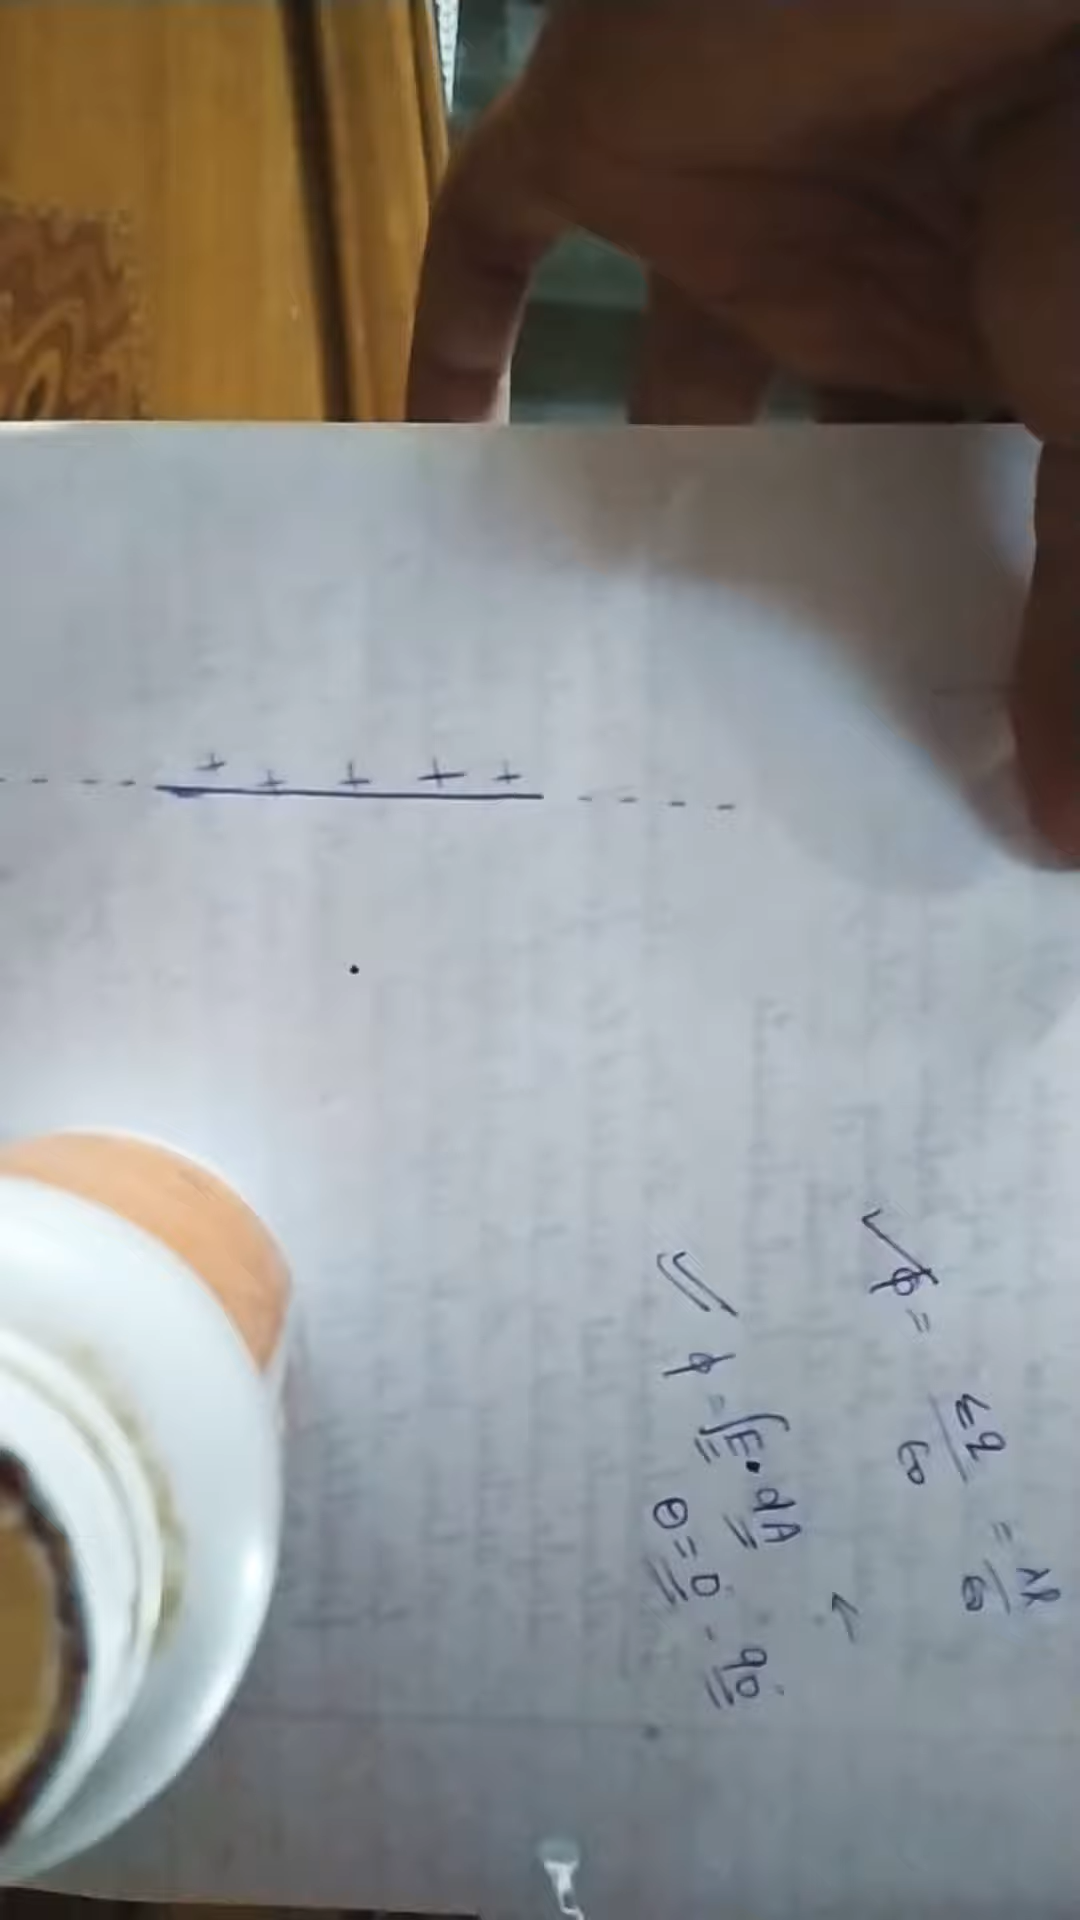 + + + + +
φ = Σq/ε₀ = λl/ε₀
φ = ∫E·dA
θ = 0° - 90°